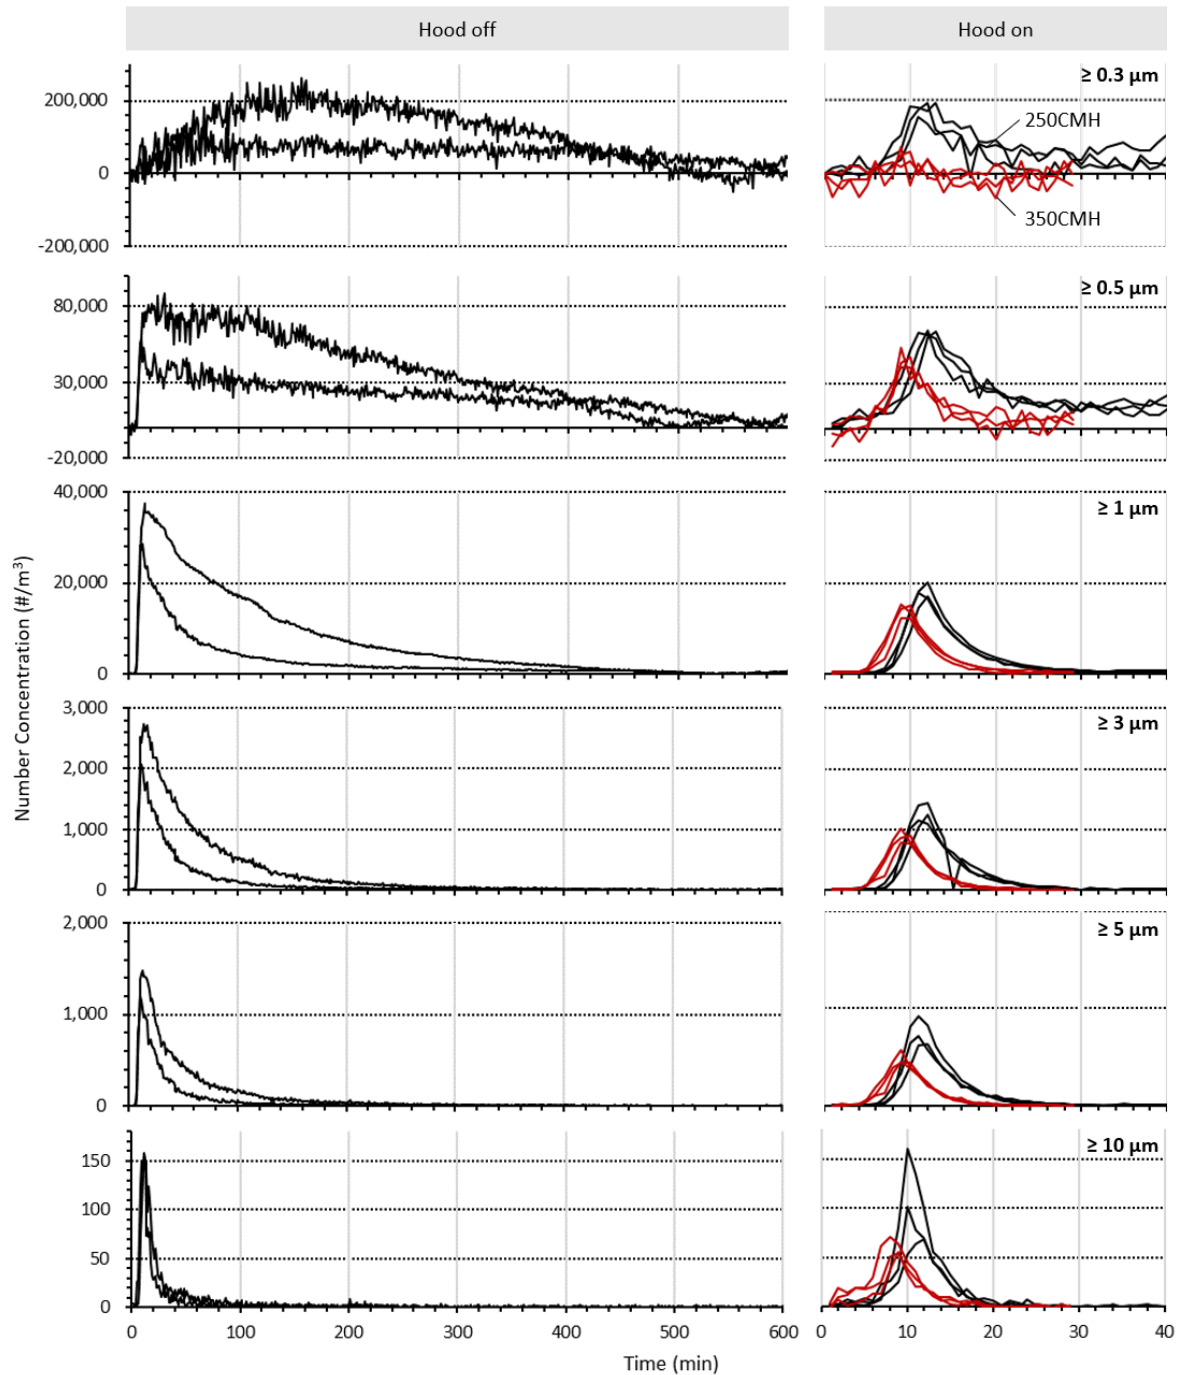 Hood off
Hood on
≥ 0.3 µm
200,000
0
-200,000
250CMH
350CMH
≥ 0.5 µm
80,000
30,000
-20,000
≥ 1 µm
40,000
20,000
0
≥ 3 µm
3,000
2,000
1,000
0
≥ 5 µm
2,000
1,000
0
≥ 10 µm
150
100
50
0
0 100 200 300 400 500 600
0 10 20 30 40
Time (min)
Number Concentration (#/m³)